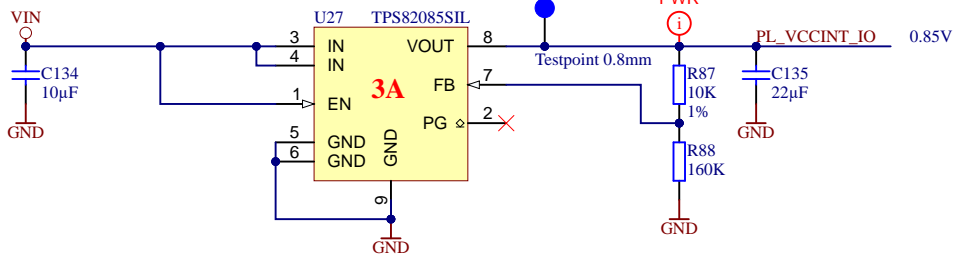 PWR
i
VIN
U27 TPS82085SIL
PL_VCCINT_IO 0.85V
3 IN VOUT 8
4 IN
Testpoint 0.8mm
C134
10µF
GND
3A
FB 7
R87
10K
1%
C135
22µF
GND
1 EN
PG 2
5 GND
6 GND
GND
9
R88
160K
GND
GND